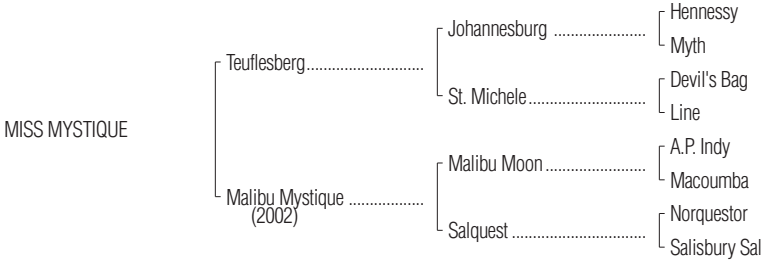 Hennessy
Johannesburg ......................
Myth
Teuflesberg............................
Devil's Bag
St. Michele............................
Line
MISS MYSTIQUE
A.P. Indy
Malibu Moon ........................
Macoumba
Malibu Mystique ..................
(2002)
Norquestor
Salquest ................................
Salisbury Sal